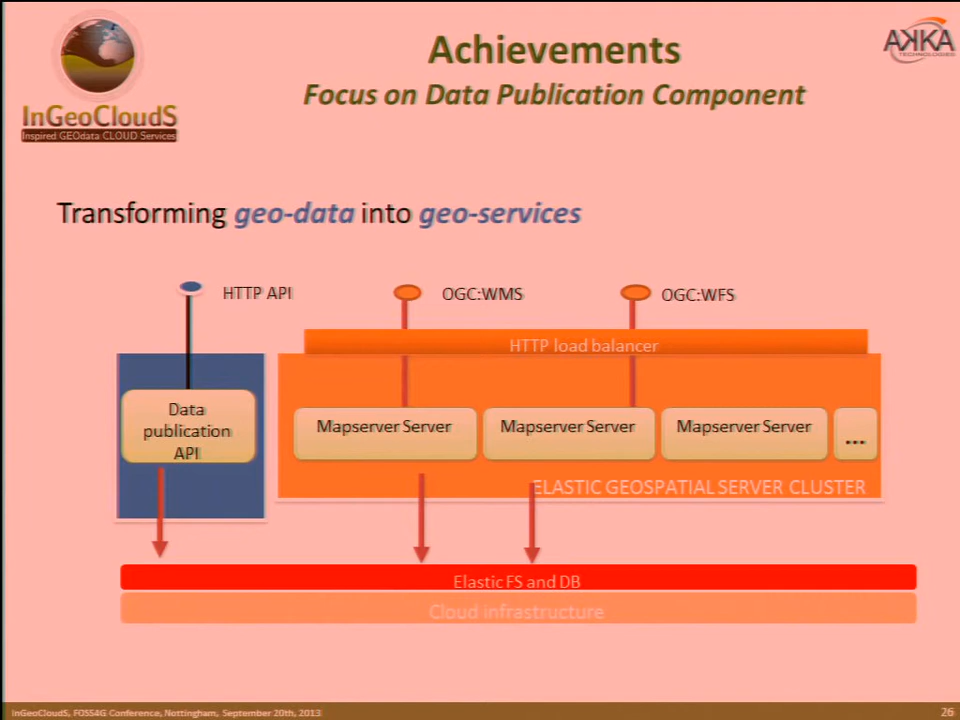 Achievements
Focus on Data Publication Component
AKKA
TECHNOLOGIES
InGeoCloudS
Inspired GEOdata CLOUD Services
Transforming geo-data into geo-services
HTTP API
OGC:WMS
OGC:WFS
HTTP load balancer
Data
publication
API
Mapserver Server
Mapserver Server
Mapserver Server
...
ELASTIC GEOSPATIAL SERVER CLUSTER
Elastic FS and DB
Cloud infrastructure
InGeoCloudS, FOSS4G Conference, Nottingham, September 20th, 2013
26